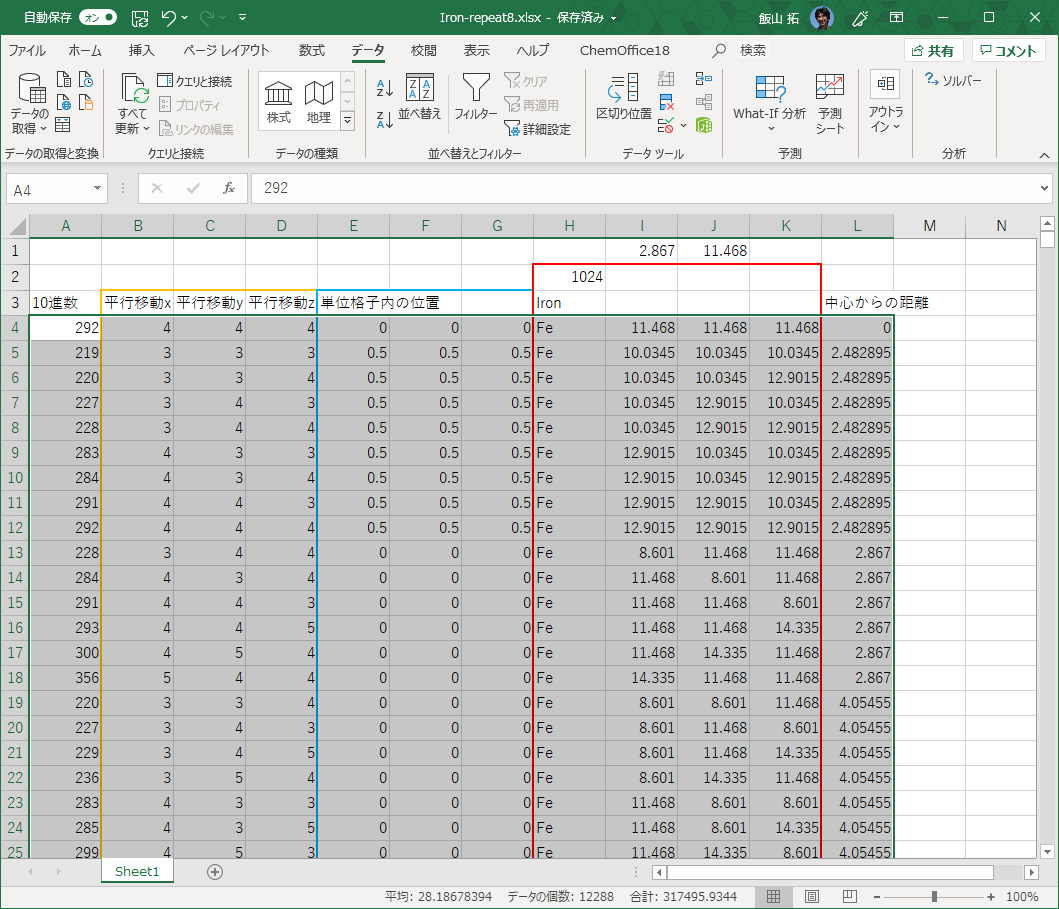 自動保存 オン Iron-repeat8.xlsx - 保存済み 飯山 拓
ファイル ホーム 挿入 ページ レイアウト 数式 データ 校閲 表示 ヘルプ ChemOffice18 検索 共有 コメント
データの取得 すべて更新 クエリと接続 プロパティ リンクの編集 株式 地理 並べ替え フィルター クリア 再適用 詳細設定 区切り位置 What-If 分析 予測シート アウトライン ソルバー
データの取得と変換 クエリと接続 データの種類 並べ替えとフィルター データ ツール 予測 分析
A4 fx 292
A B C D E F G H I J K L M N
1 2.867 11.468
2 1024
3 10進数 平行移動x 平行移動y 平行移動z 単位格子内の位置 Iron 中心からの距離
4 292 4 4 4 0 0 0 Fe 11.468 11.468 11.468 0
5 219 3 3 3 0.5 0.5 0.5 Fe 10.0345 10.0345 10.0345 2.482895
6 220 3 3 4 0.5 0.5 0.5 Fe 10.0345 10.0345 12.9015 2.482895
7 227 3 4 3 0.5 0.5 0.5 Fe 10.0345 12.9015 10.0345 2.482895
8 228 3 4 4 0.5 0.5 0.5 Fe 10.0345 12.9015 12.9015 2.482895
9 283 4 3 3 0.5 0.5 0.5 Fe 12.9015 10.0345 10.0345 2.482895
10 284 4 3 4 0.5 0.5 0.5 Fe 12.9015 10.0345 12.9015 2.482895
11 291 4 4 3 0.5 0.5 0.5 Fe 12.9015 12.9015 10.0345 2.482895
12 292 4 4 4 0.5 0.5 0.5 Fe 12.9015 12.9015 12.9015 2.482895
13 228 3 4 4 0 0 0 Fe 8.601 11.468 11.468 2.867
14 284 4 3 4 0 0 0 Fe 11.468 8.601 11.468 2.867
15 291 4 4 3 0 0 0 Fe 11.468 11.468 8.601 2.867
16 293 4 4 5 0 0 0 Fe 11.468 11.468 14.335 2.867
17 300 4 5 4 0 0 0 Fe 11.468 14.335 11.468 2.867
18 356 5 4 4 0 0 0 Fe 14.335 11.468 11.468 2.867
19 220 3 3 4 0 0 0 Fe 8.601 8.601 11.468 4.05455
20 227 3 4 3 0 0 0 Fe 8.601 11.468 8.601 4.05455
21 229 3 4 5 0 0 0 Fe 8.601 11.468 14.335 4.05455
22 236 3 5 4 0 0 0 Fe 8.601 14.335 11.468 4.05455
23 283 4 3 3 0 0 0 Fe 11.468 8.601 8.601 4.05455
24 285 4 3 5 0 0 0 Fe 11.468 8.601 14.335 4.05455
25 299 4 5 3 0 0 0 Fe 11.468 14.335 8.601 4.05455
Sheet1
平均: 28.18678394 データの個数: 12288 合計: 317495.9344 100%